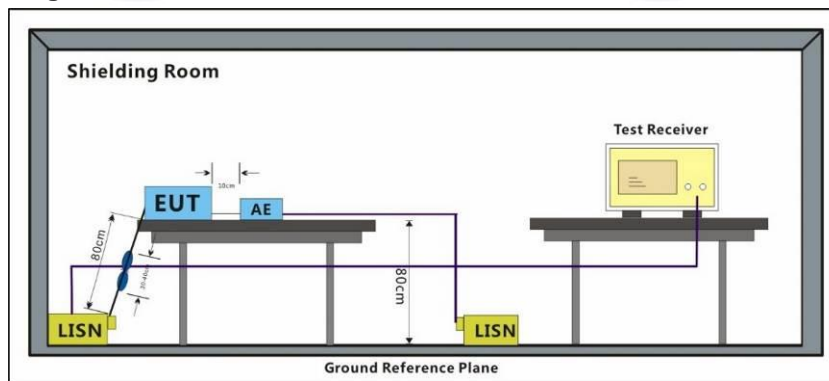 Shielding Room
Test Receiver
10cm
EUT
AE
80cm
80cm
LISN
LISN
Ground Reference Plane